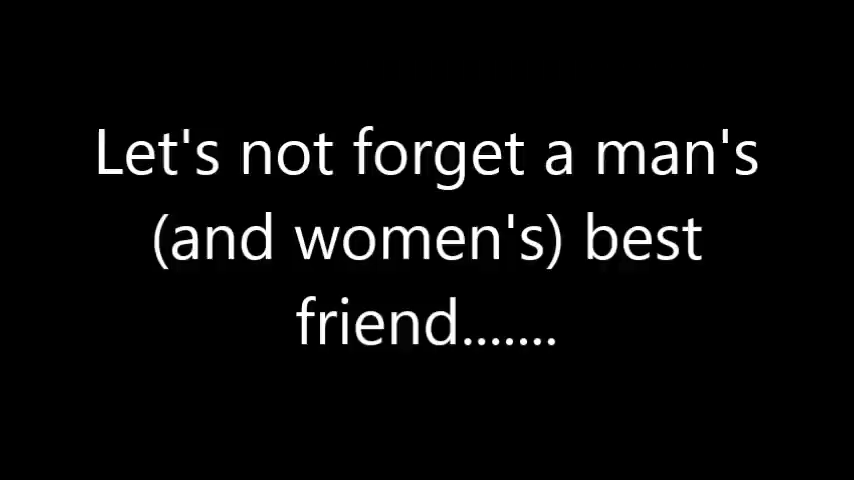 Let's not forget a man's
(and women's) best
friend.......